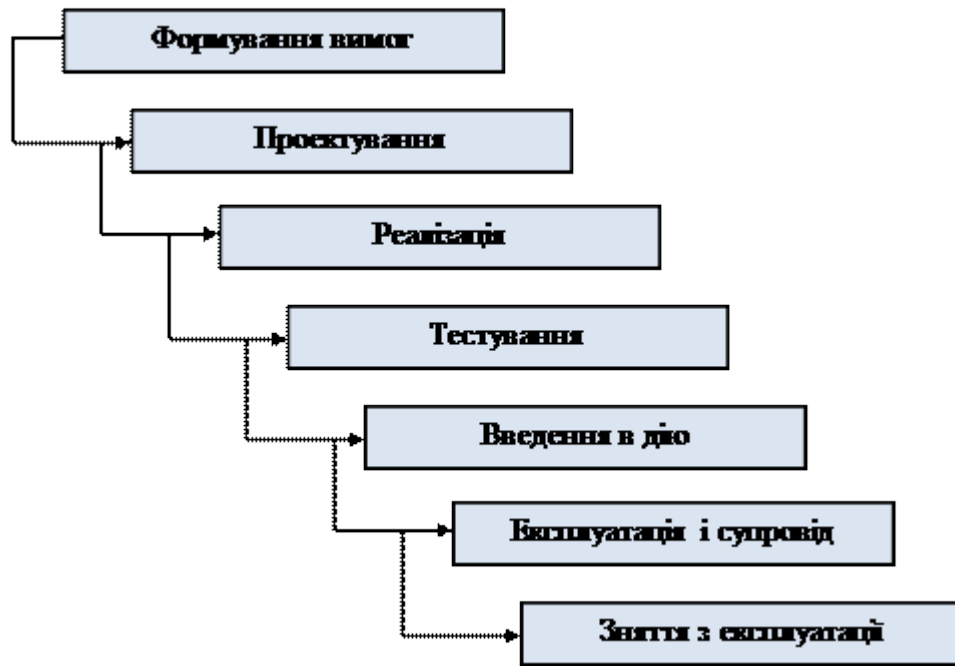 Формування вимог
Проектування
Реалізація
Тестування
Введення в дію
Експлуатація і супровід
Зняття з експлуатації